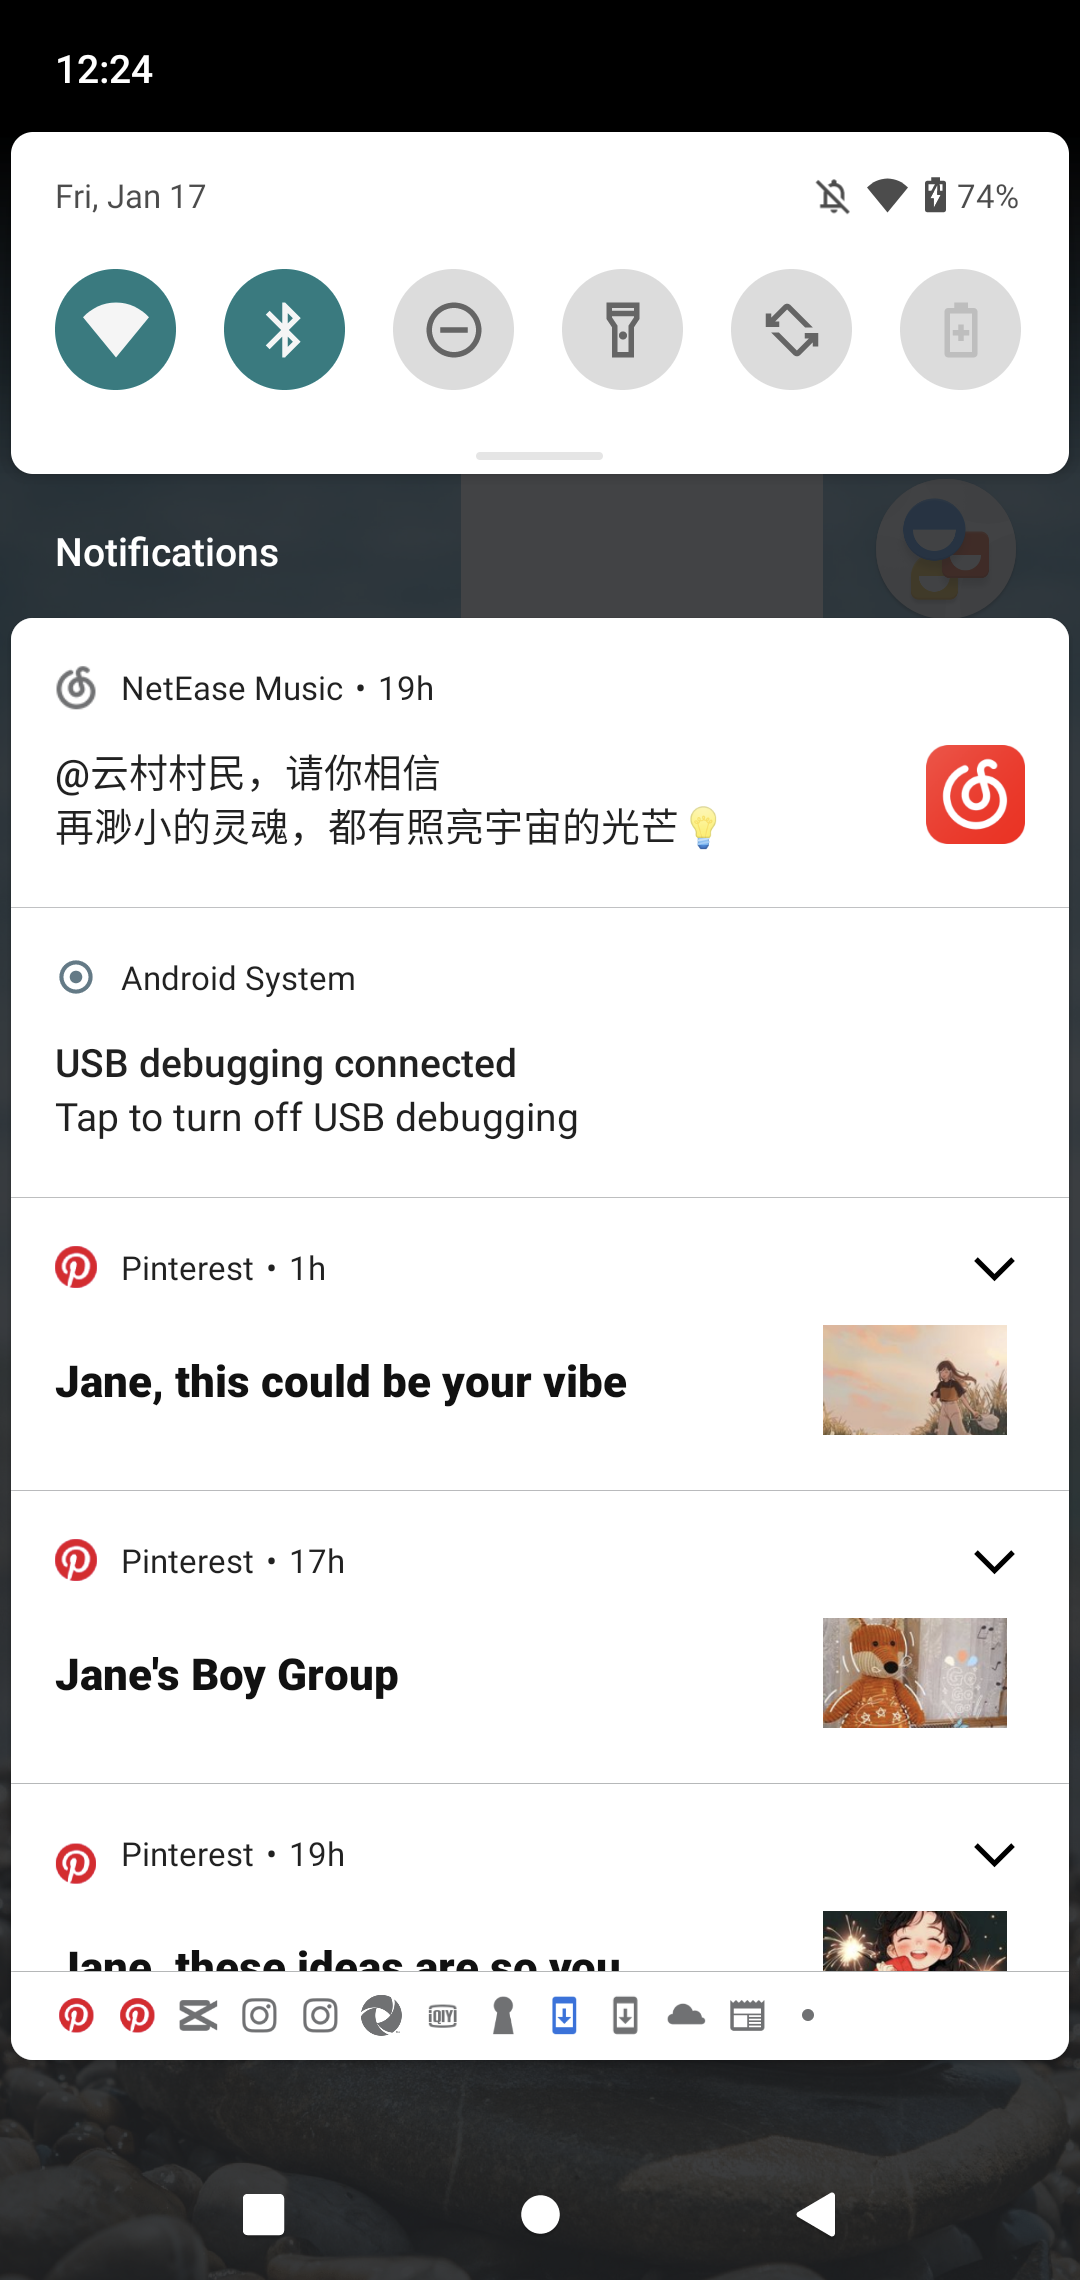 12:24
Fri, Jan 17
74%
Notifications
NetEase Music • 19h
@云村村民，请你相信
再渺小的灵魂，都有照亮宇宙的光芒💡
Android System
USB debugging connected
Tap to turn off USB debugging
Pinterest • 1h
Jane, this could be your vibe
Pinterest • 17h
Jane's Boy Group
Pinterest • 19h
Jane, these ideas are so you
iQIYI